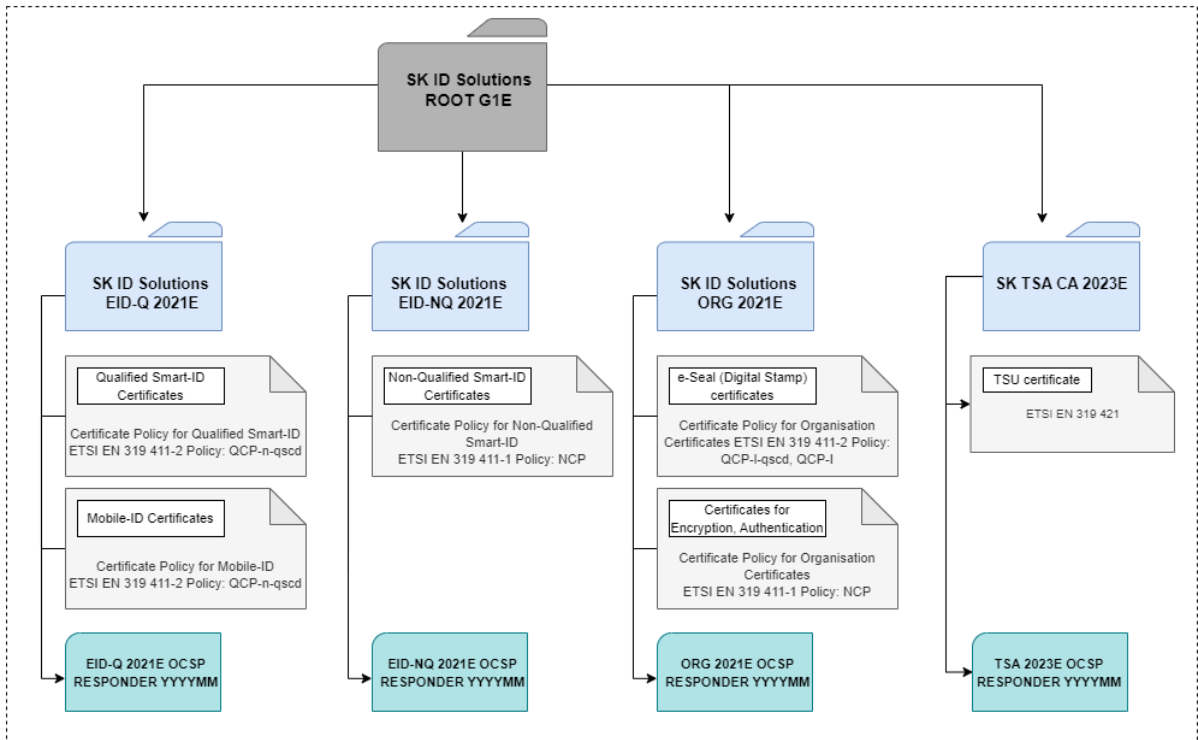 SK ID Solutions
ROOT G1E
SK ID Solutions
EID-Q 2021E
SK ID Solutions
EID-NQ 2021E
SK ID Solutions
ORG 2021E
SK TSA CA 2023E
Qualified Smart-ID
Certificates
Certificate Policy for Qualified Smart-ID
ETSI EN 319 411-2 Policy: QCP-n-qscd
Non-Qualified Smart-ID
Certificates
Certificate Policy for Non-Qualified
Smart-ID
ETSI EN 319 411-1 Policy: NCP
e-Seal (Digital Stamp)
certificates
Certificate Policy for Organisation
Certificates ETSI EN 319 411-2 Policy:
QCP-l-qscd, QCP-l
TSU certificate
ETSI EN 319 421
Mobile-ID Certificates
Certificate Policy for Mobile-ID
ETSI EN 319 411-2 Policy: QCP-n-qscd
Certificates for
Encryption, Authentication
Certificate Policy for Organisation
Certificates
ETSI EN 319 411-1 Policy: NCP
EID-Q 2021E OCSP
RESPONDER YYYYMM
EID-NQ 2021E OCSP
RESPONDER YYYYMM
ORG 2021E OCSP
RESPONDER YYYYMM
TSA 2023E OCSP
RESPONDER YYYYMM